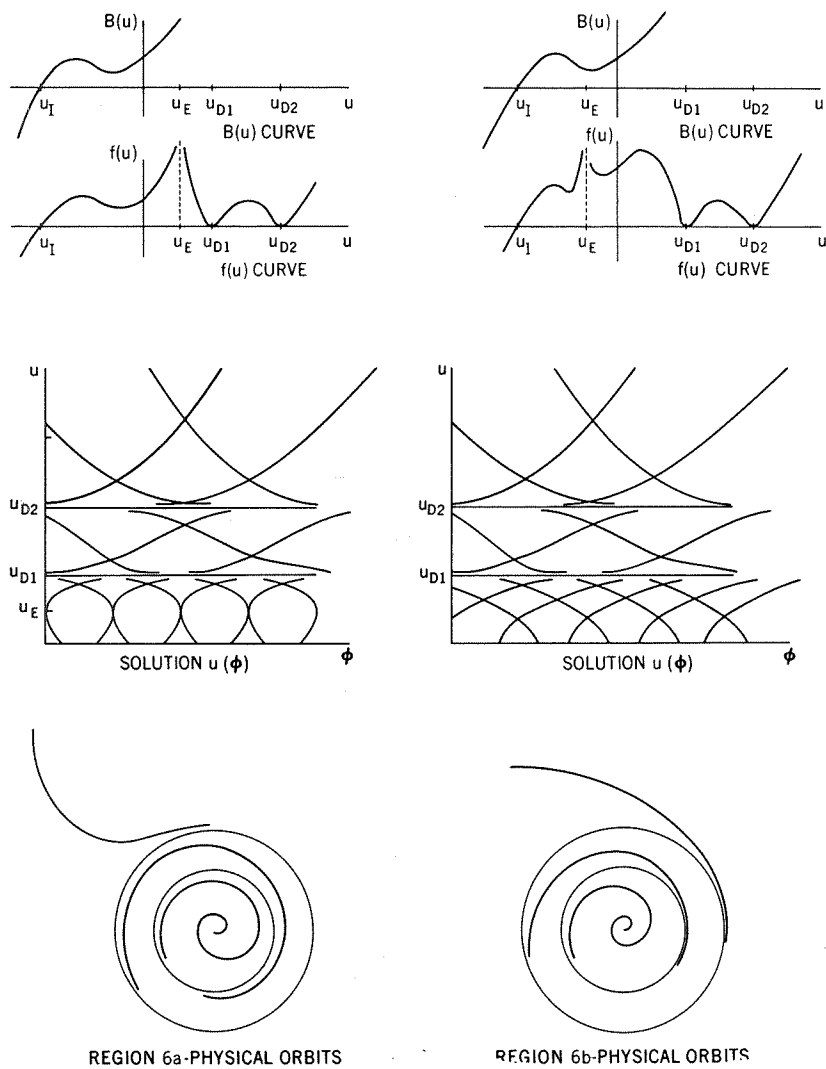 B(u)
u_I u_E u_D1 u_D2 u
B(u) CURVE
f(u)
u_I u_E u_D1 u_D2 u
f(u) CURVE
B(u)
u_I u_E u_D1 u_D2 u
B(u) CURVE
f(u)
u_I u_E u_D1 u_D2 u
f(u) CURVE
u
u_D2
u_D1
u_E
SOLUTION u (ϕ)
ϕ
u
u_D2
u_D1
SOLUTION u (ϕ)
ϕ
REGION 6a-PHYSICAL ORBITS
REGION 6b-PHYSICAL ORBITS